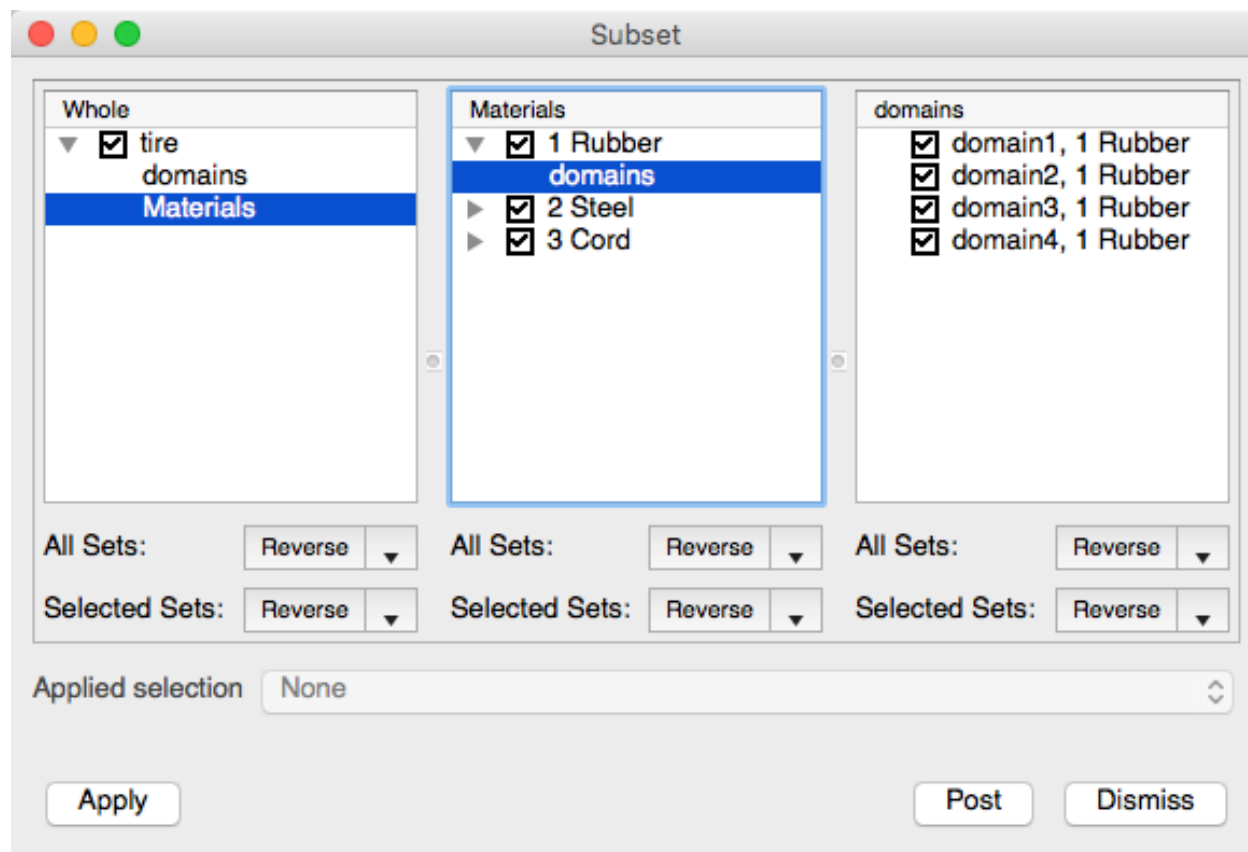 Subset
Whole
tire
domains
Materials
Materials
1 Rubber
domains
2 Steel
3 Cord
domains
domain1, 1 Rubber
domain2, 1 Rubber
domain3, 1 Rubber
domain4, 1 Rubber
All Sets: Reverse All Sets: Reverse All Sets: Reverse
Selected Sets: Reverse Selected Sets: Reverse Selected Sets: Reverse
Applied selection None
Apply Post Dismiss